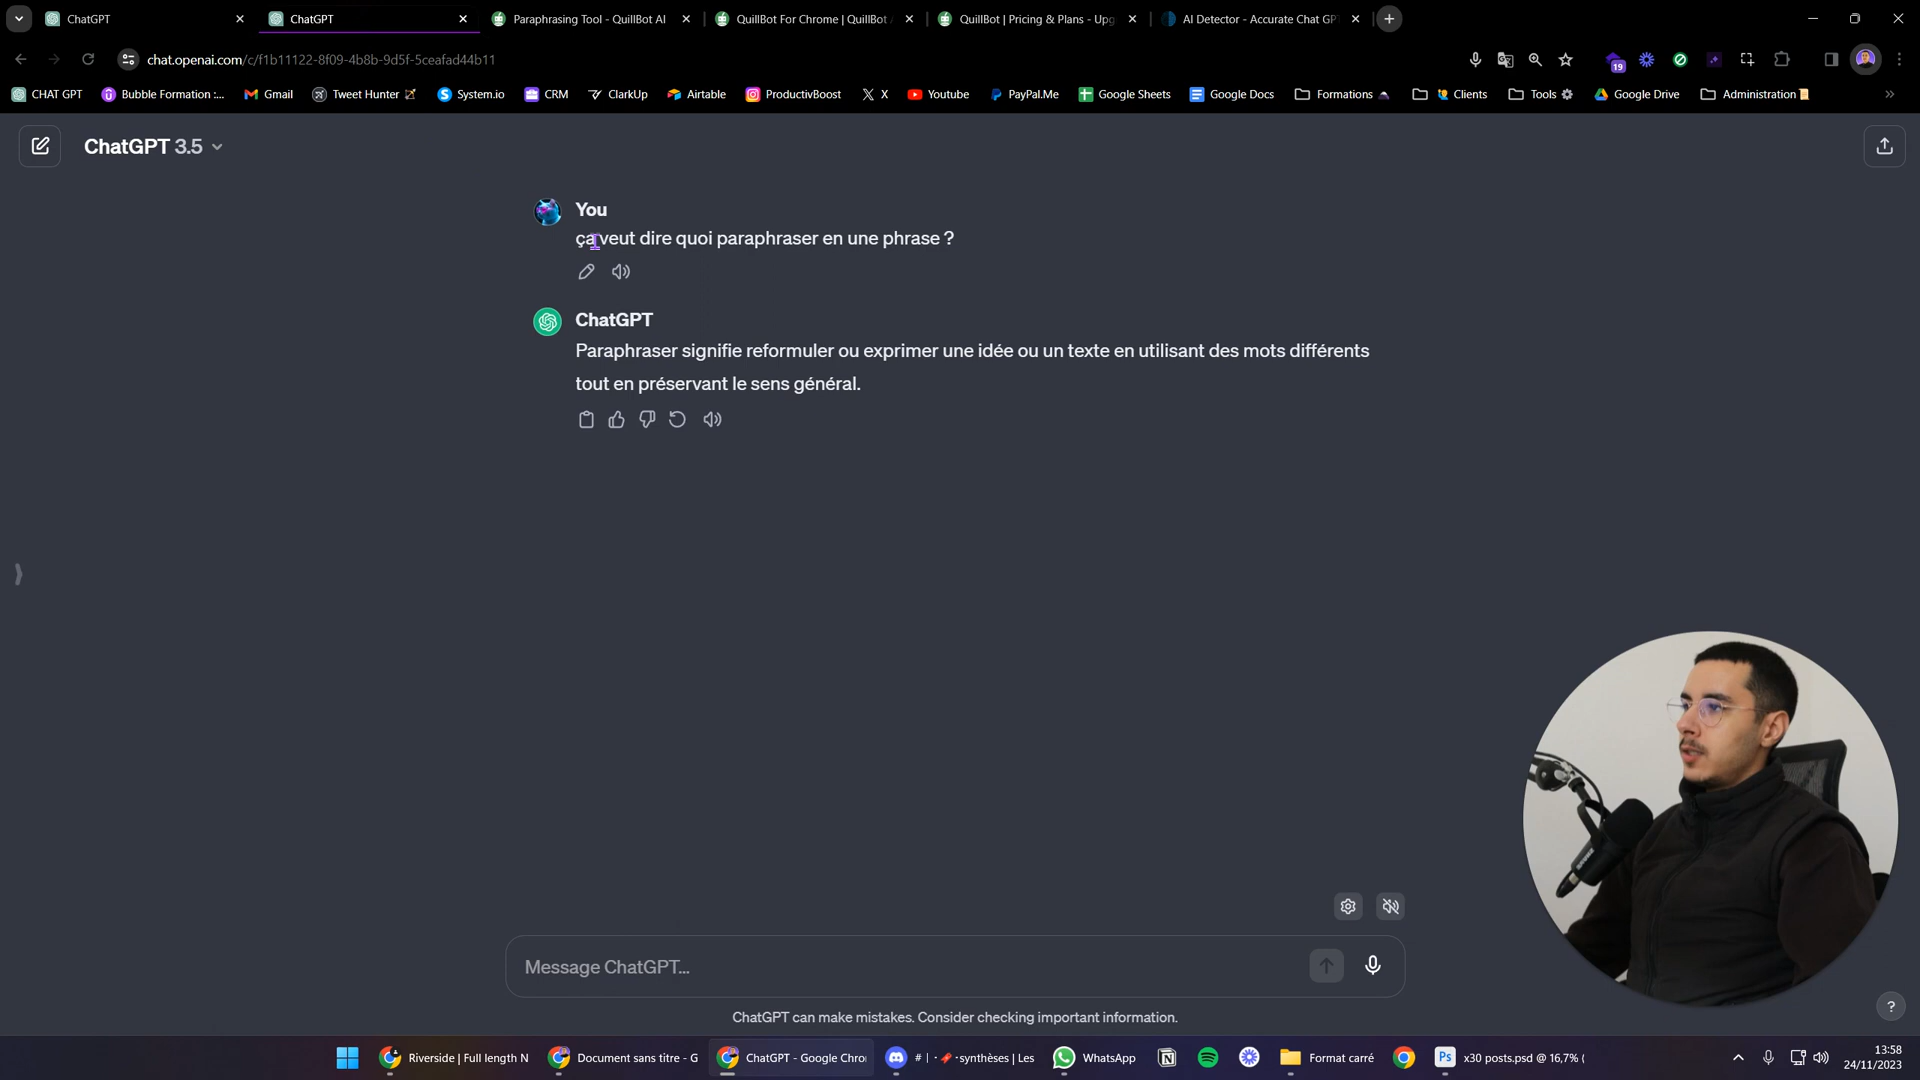 ChatGPT
ChatGPT
Paraphrasing Tool - QuillBot AI
QuillBot For Chrome | QuillBot
QuillBot | Pricing & Plans - Upg
AI Detector - Accurate Chat GPT
chat.openai.com/c/f1b11122-8f09-4b8b-9d5f-5ceafad44b11
19
CHAT GPT
Bubble Formation :...
Gmail
Tweet Hunter
System.io
CRM
ClarkUp
Airtable
ProductivBoost
X
Youtube
PayPal.Me
Google Sheets
Google Docs
Formations
Clients
Tools
Google Drive
Administration
ChatGPT 3.5
You
ça veut dire quoi paraphraser en une phrase ?
ChatGPT
Paraphraser signifie reformuler ou exprimer une idée ou un texte en utilisant des mots différents
tout en préservant le sens général.
Message ChatGPT...
ChatGPT can make mistakes. Consider checking important information.
?
Riverside | Full length N
Document sans titre - G
ChatGPT - Google Chro
# | ・synthèses | Les
WhatsApp
Format carré
Ps
x30 posts.psd @ 16,7% (
13:58
24/11/2023